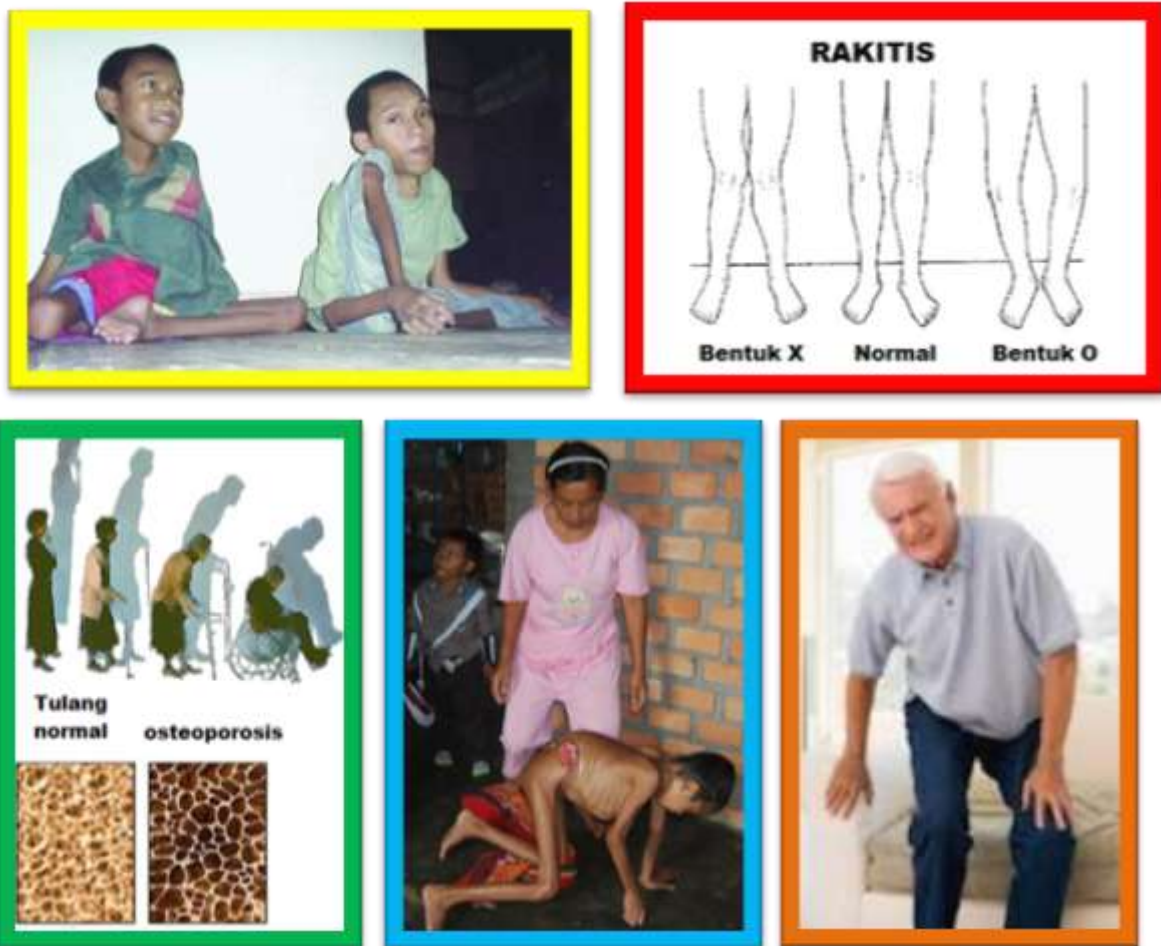 RAKITIS
Bentuk X
Normal
Bentuk O
Tulang
normal
osteoporosis